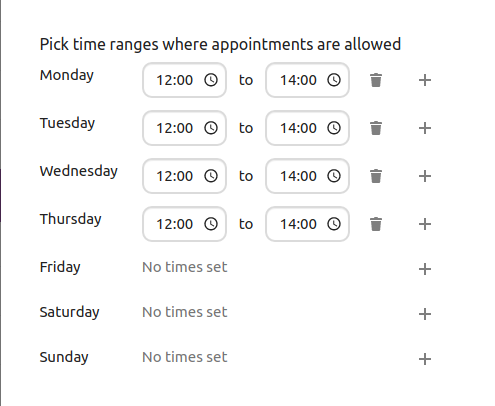 Pick time ranges where appointments are allowed
Monday 12:00 to 14:00
Tuesday 12:00 to 14:00
Wednesday 12:00 to 14:00
Thursday 12:00 to 14:00
Friday No times set
Saturday No times set
Sunday No times set